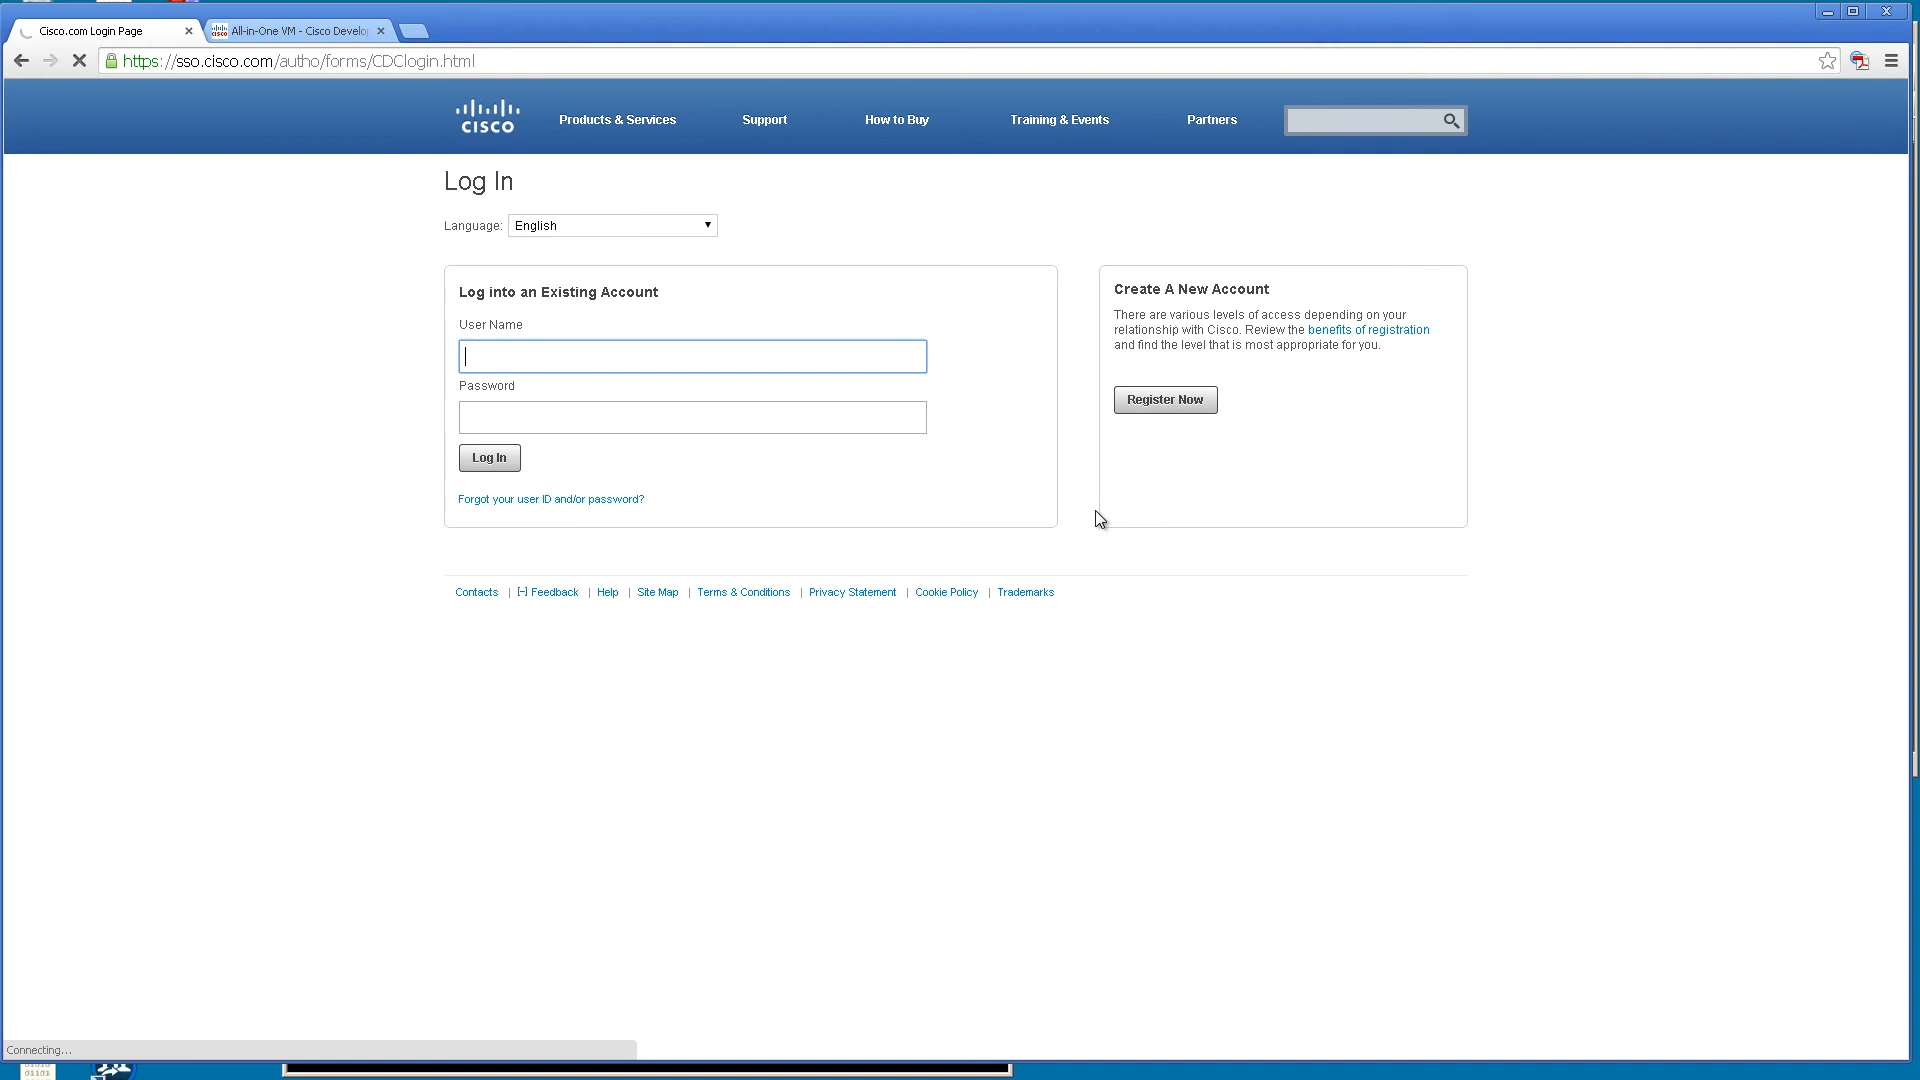 Cisco.com Login Page
All-in-One VM - Cisco Develop
https://sso.cisco.com/autho/forms/CDClogin.html
CISCO
Products & Services Support How to Buy Training & Events Partners
Log In
Language: English
Log into an Existing Account
User Name
Password
Log In
Forgot your user ID and/or password?
Create A New Account
There are various levels of access depending on your
relationship with Cisco. Review the benefits of registration
and find the level that is most appropriate for you.
Register Now
Contacts | [-] Feedback | Help | Site Map | Terms & Conditions | Privacy Statement | Cookie Policy | Trademarks
Connecting...
01101